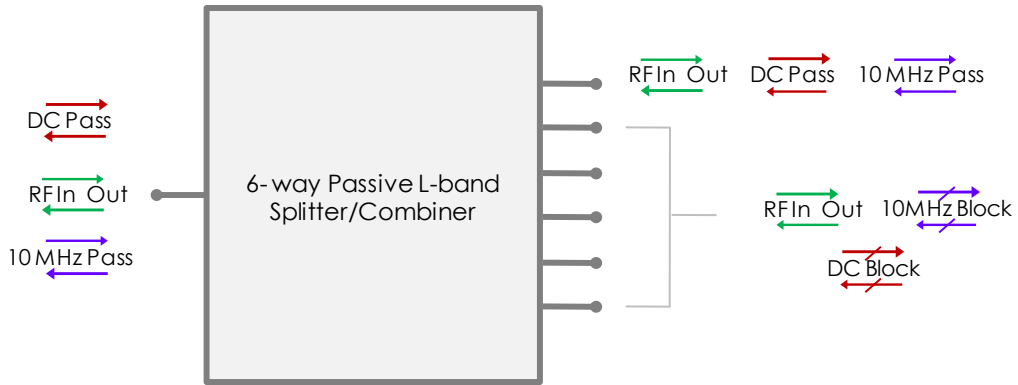 DC Pass
RF In Out
10 MHz Pass
6-way Passive L-band
Splitter/Combiner
RF In Out DC Pass 10 MHz Pass
RF In Out 10MHz Block
DC Block